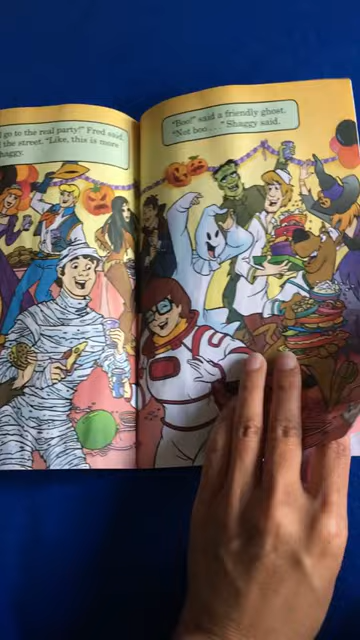 go to the real party!" Fred said.
the street. "Like, this is more
haggy.
"Boo!" said a friendly ghost.
"Not boo. . . ." Shaggy said.